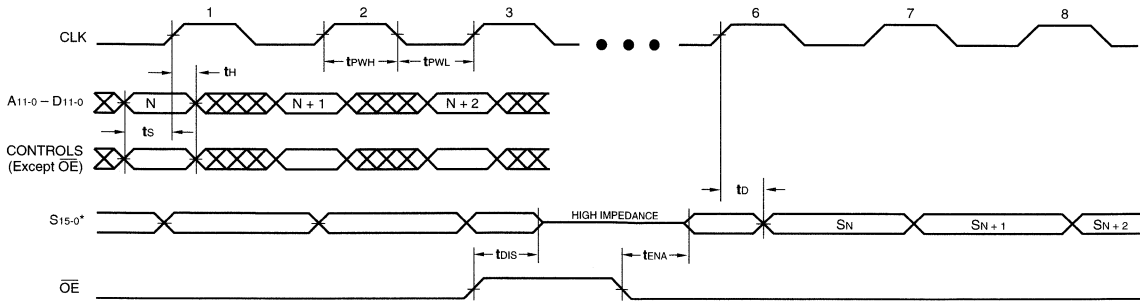 1 2 3 6 7 8
CLK
tPWH tPWL
tH
A11-0 – D11-0 N N + 1 N + 2
tS
CONTROLS
(Except OE)
tD
S15-0* HIGH IMPEDANCE SN SN + 1 SN + 2
tDIS tENA
OE